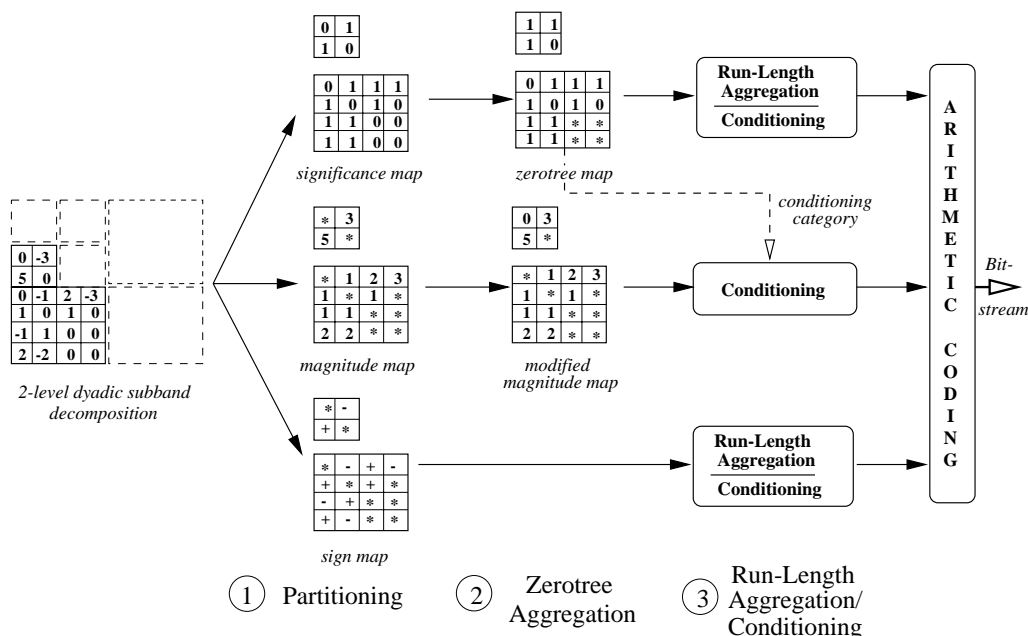 0 1
1 0
0 1 1 1
1 0 1 0
1 1 0 0
1 1 0 0
significance map
1 1
1 0
0 1 1 1
1 0 1 0
1 1 * *
1 1 * *
zerotree map
Run-Length
Aggregation
Conditioning
0 -3
5 0
0 -1 2 -3
1 0 1 0
-1 1 0 0
2 -2 0 0
2-level dyadic subband
decomposition
* 3
5 *
* 1 2 3
1 * 1 *
1 1 * *
2 2 * *
magnitude map
0 3
5 *
* 1 2 3
1 * 1 *
1 1 * *
2 2 * *
modified
magnitude map
conditioning
category
Conditioning
* -
+ *
* - + -
+ * + *
- + * *
+ - * *
sign map
Run-Length
Aggregation
Conditioning
ARITHMETIC CODING
Bit-
stream
1 Partitioning
2 Zerotree
Aggregation
3 Run-Length
Aggregation/
Conditioning